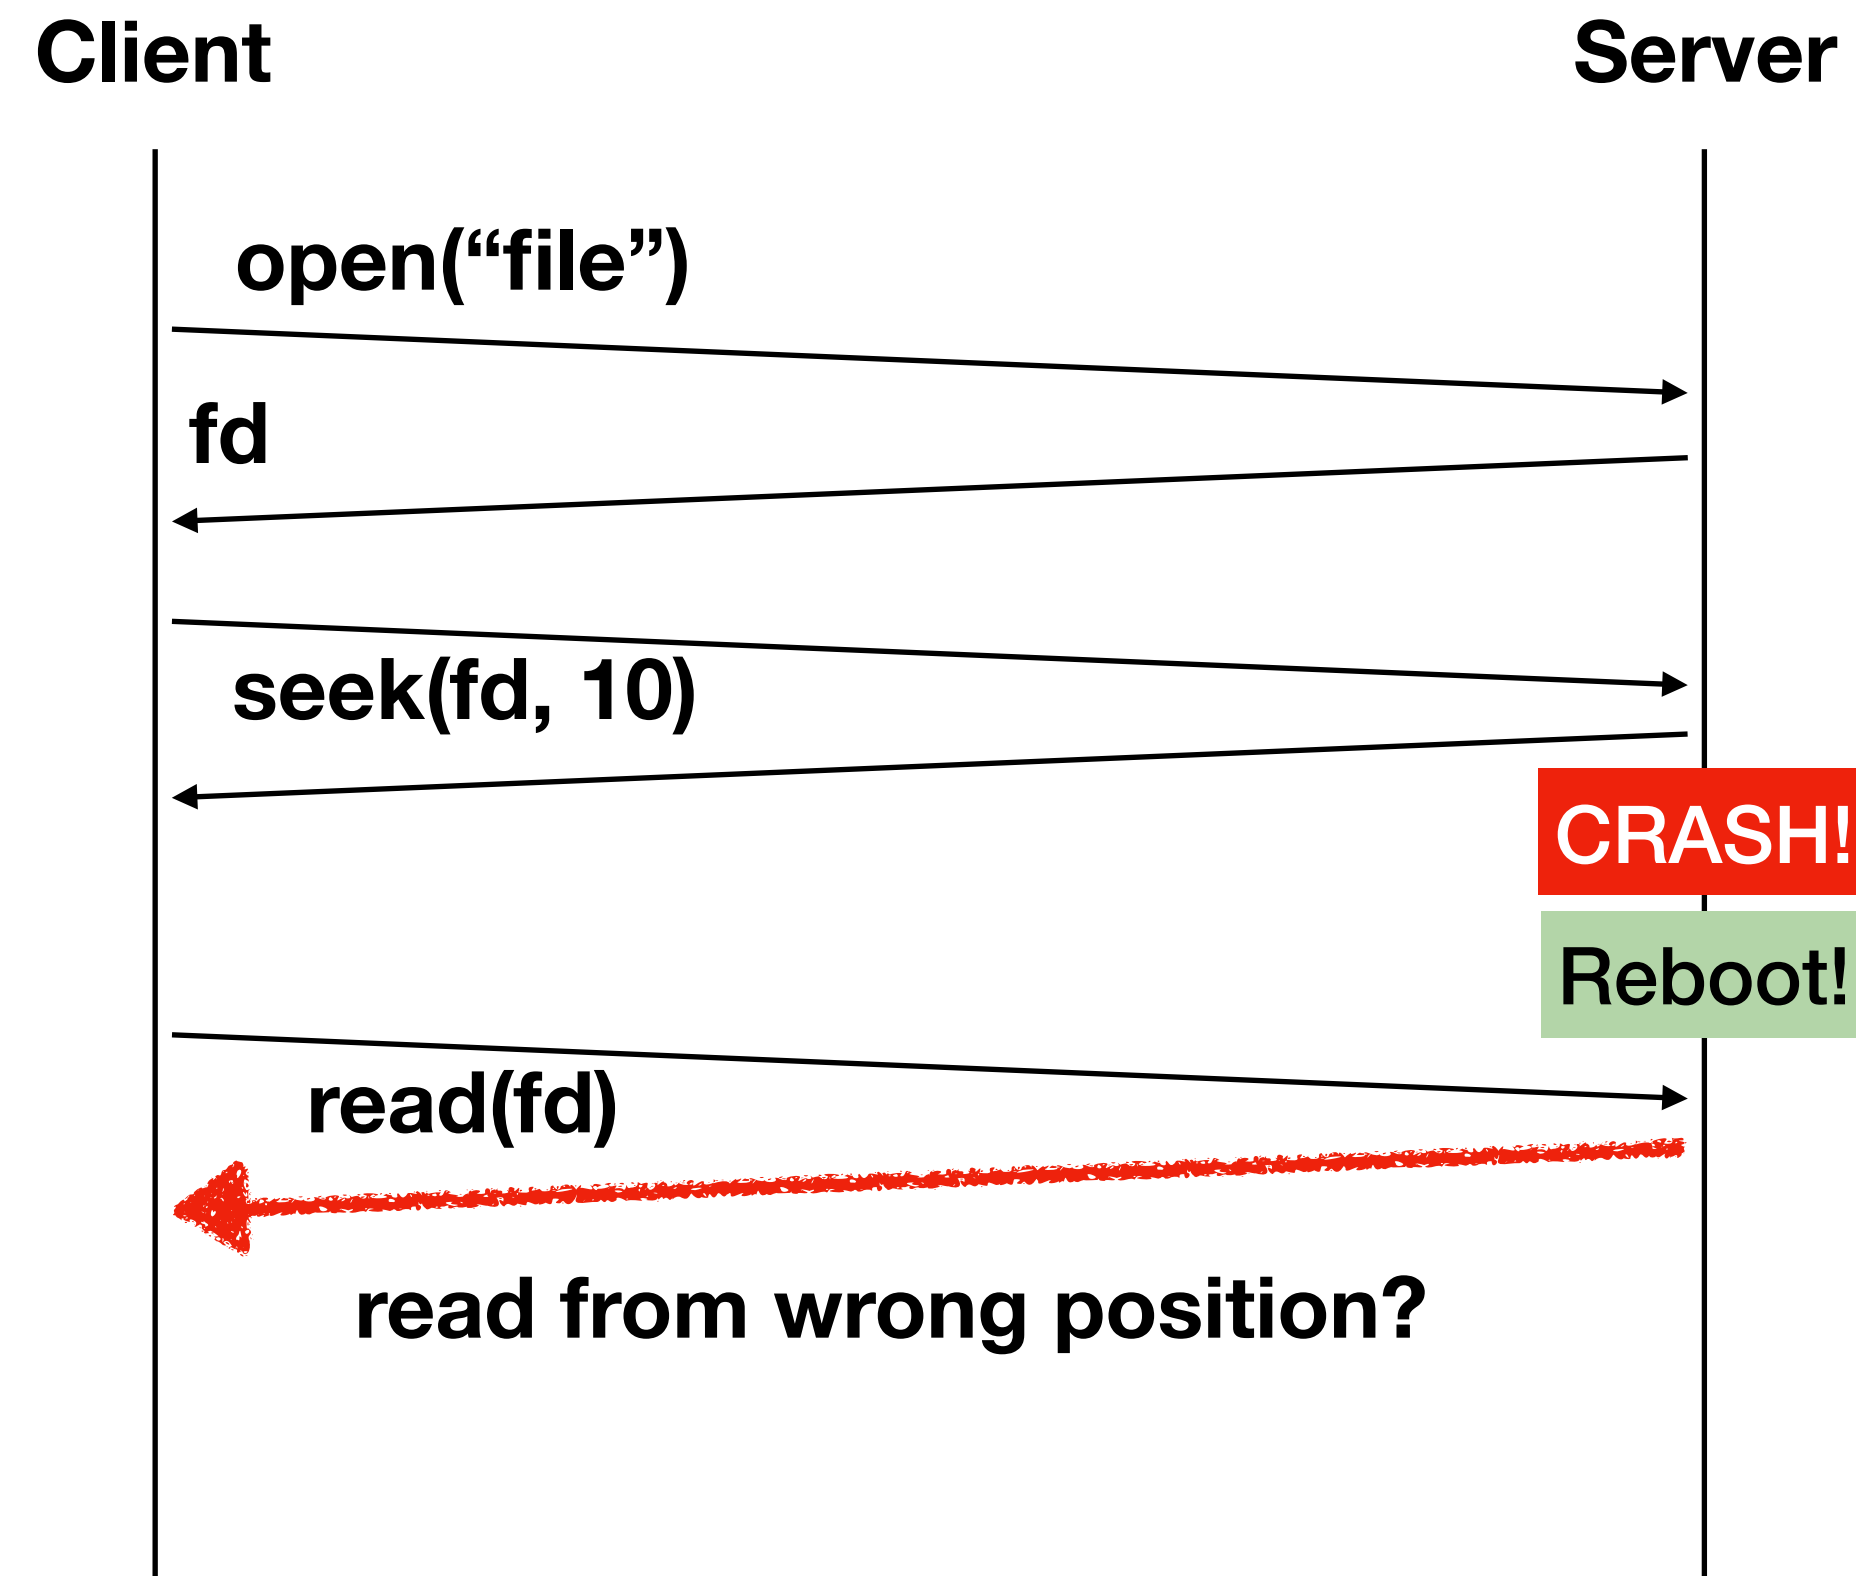 Client
Server
open(“file”)
fd
seek(fd, 10)
CRASH!
Reboot!
read(fd)
read from wrong position?